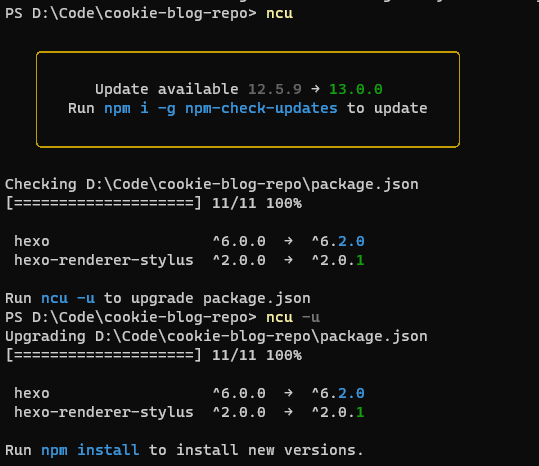 PS D:\Code\cookie-blog-repo> ncu
Update available 12.5.9 → 13.0.0
Run npm i -g npm-check-updates to update
Checking D:\Code\cookie-blog-repo\package.json
[====================] 11/11 100%
hexo ^6.0.0 → ^6.2.0
hexo-renderer-stylus ^2.0.0 → ^2.0.1
Run ncu -u to upgrade package.json
PS D:\Code\cookie-blog-repo> ncu -u
Upgrading D:\Code\cookie-blog-repo\package.json
[====================] 11/11 100%
hexo ^6.0.0 → ^6.2.0
hexo-renderer-stylus ^2.0.0 → ^2.0.1
Run npm install to install new versions.